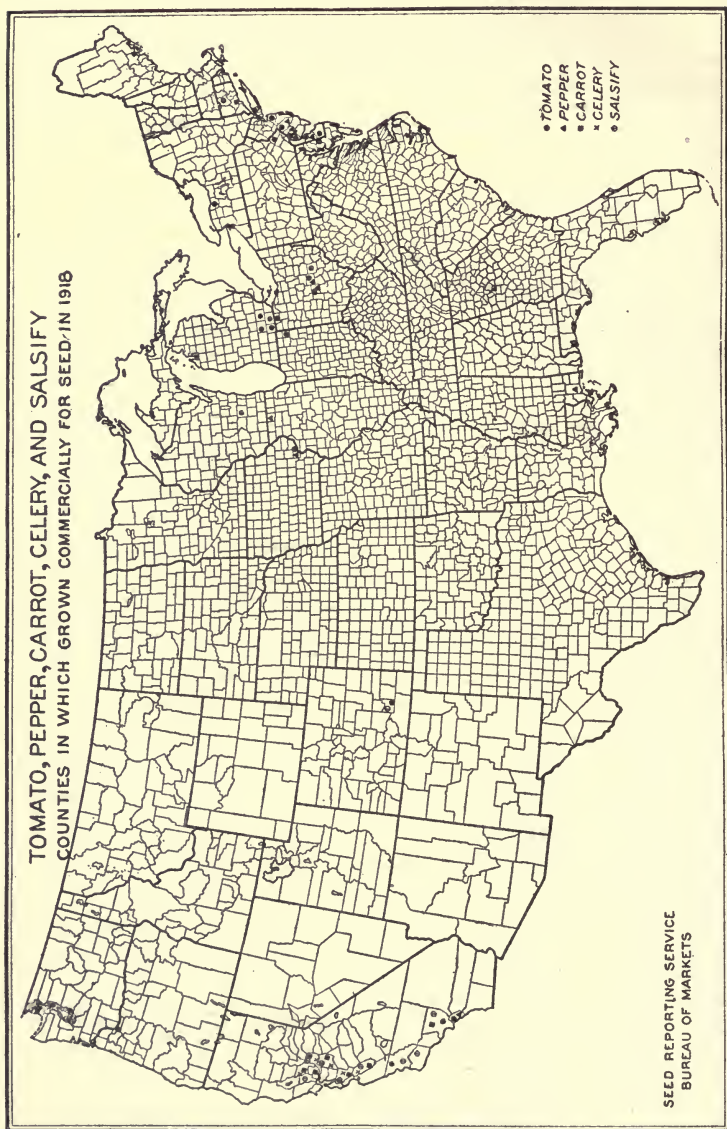 TOMATO, PEPPER, CARROT, CELERY, AND SALSIFY
COUNTIES IN WHICH GROWN COMMERCIALLY FOR SEED IN 1918
TOMATO
PEPPER
CARROT
CELERY
SALSIFY
SEED REPORTING SERVICE
BUREAU OF MARKETS